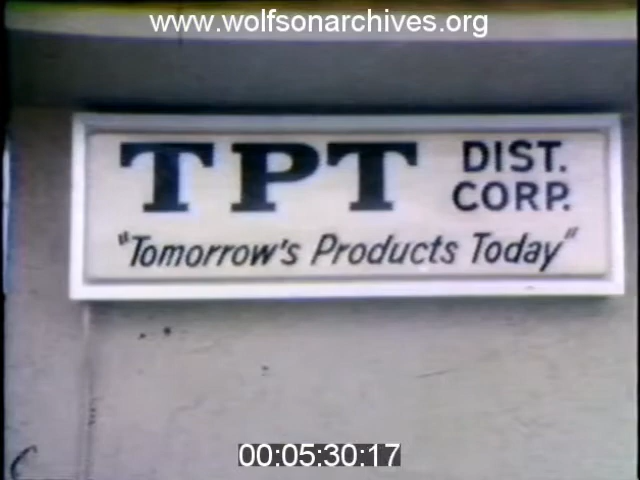 www.wolfsonarchives.org
TPT DIST. CORP.
"Tomorrow's Products Today"
00:05:30:17